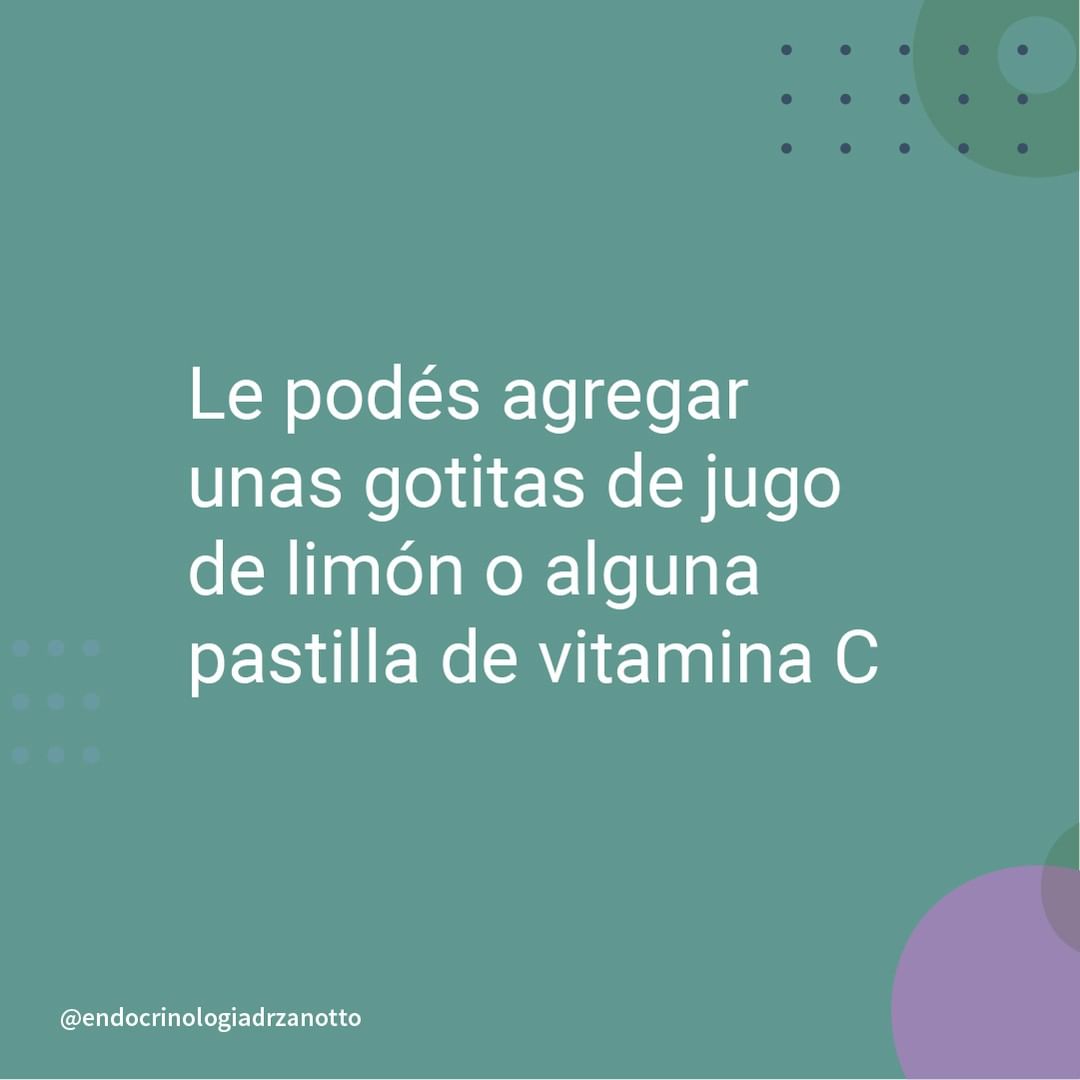 Le podés agregar
unas gotitas de jugo
de limón o alguna
pastilla de vitamina C
@endocrinologiadrzanotto